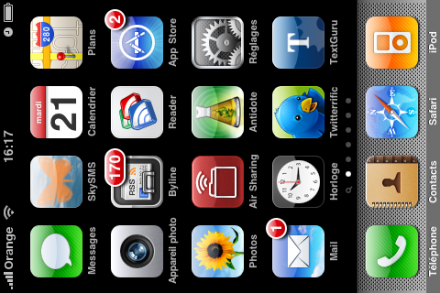 Orange 16:17
mardi
21
280
Messages SkySMS Calendrier Plans
170
2
RSS
Appareil photo Byline Reader App Store
Photos Air Sharing Antidote Réglages
1
T
Mail Horloge Twitterrific TextGuru
Téléphone Contacts Safari iPod